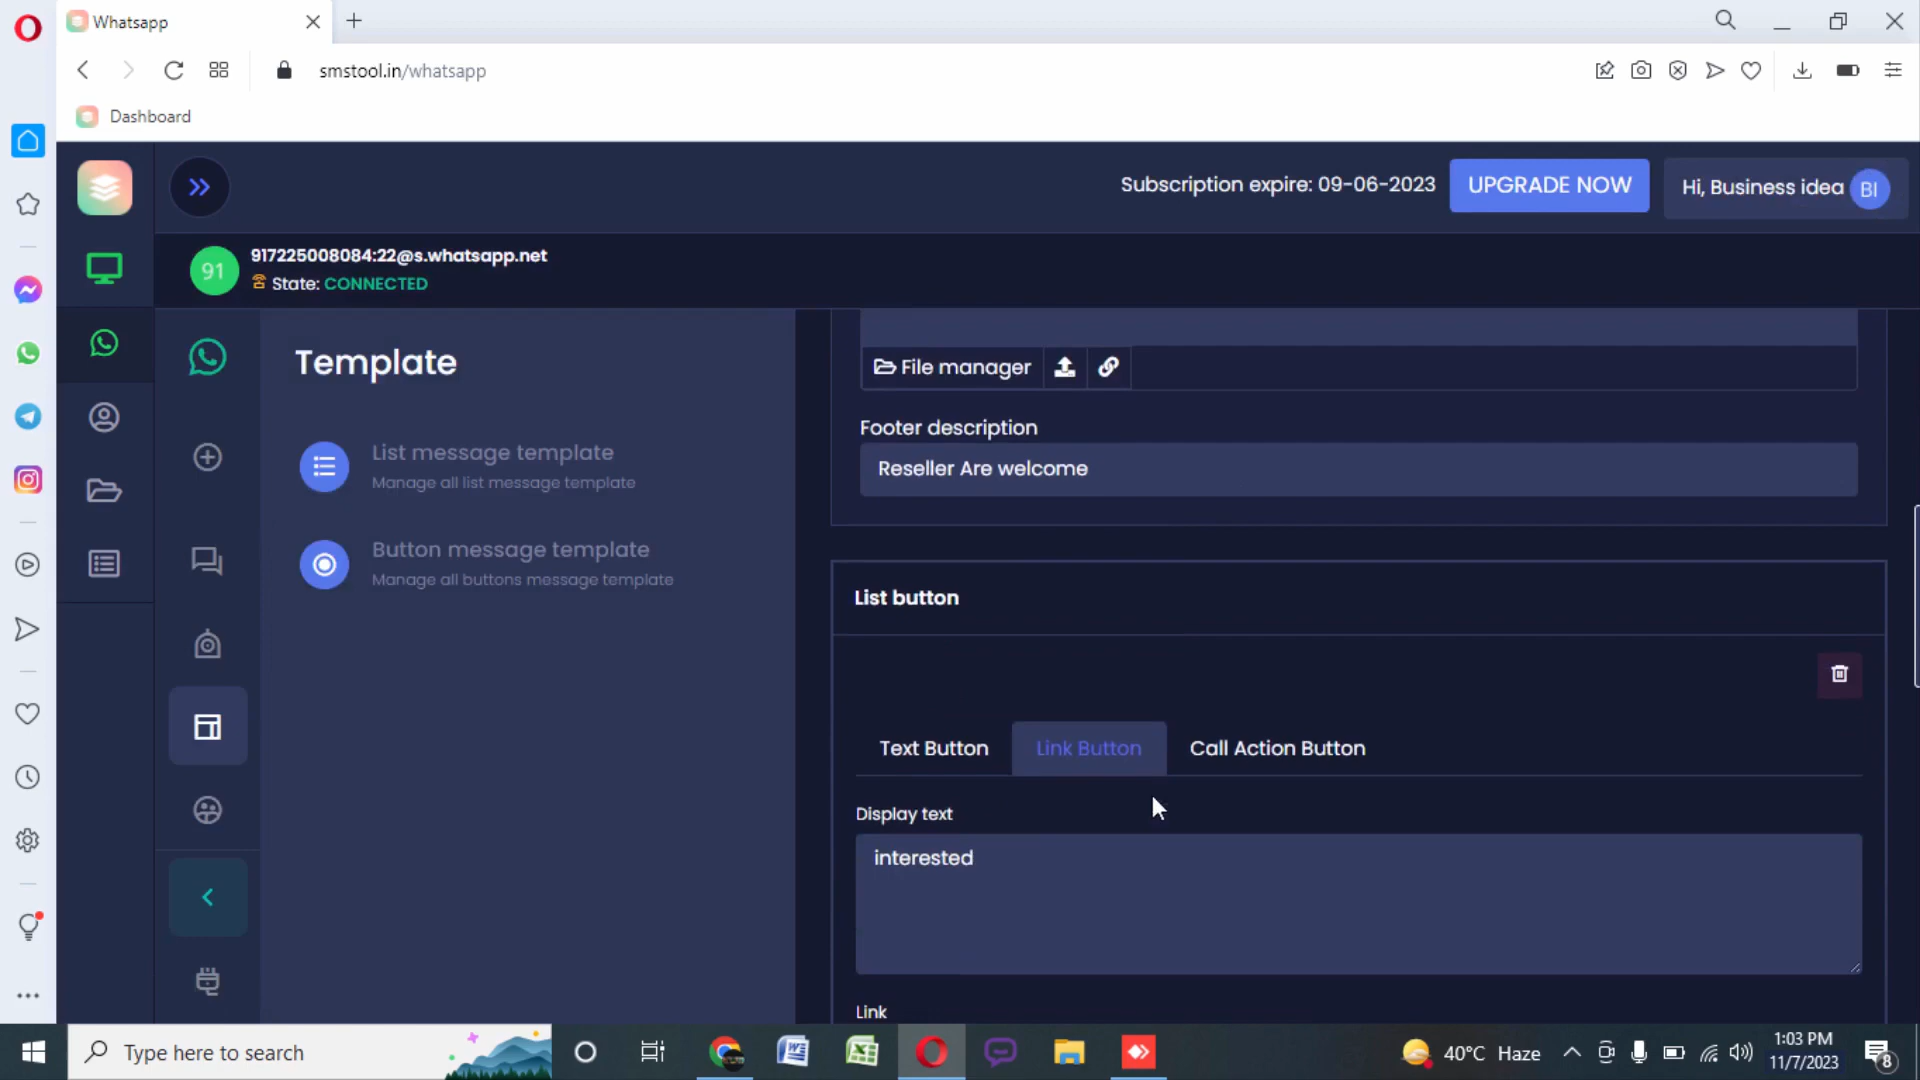 Whatsapp
smstool.in/whatsapp
Dashboard
Subscription expire: 09-06-2023
UPGRADE NOW
Hi, Business idea
BI
91
917225008084:22@s.whatsapp.net
State: CONNECTED
Template
List message template
Manage all list message template
Button message template
Manage all buttons message template
File manager
Footer description
Reseller Are welcome
List button
Text Button
Link Button
Call Action Button
Display text
interested
Link
Type here to search
40°C Haze
1:03 PM
11/7/2023
8